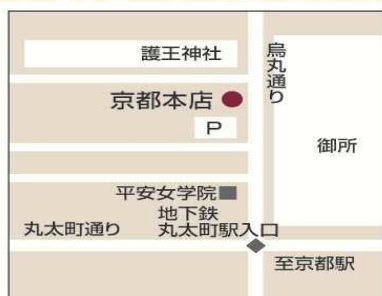 護王神社
烏丸通り
京都本店
P
御所
平安女学院
地下鉄
丸太町通り 丸太町駅入口
至京都駅